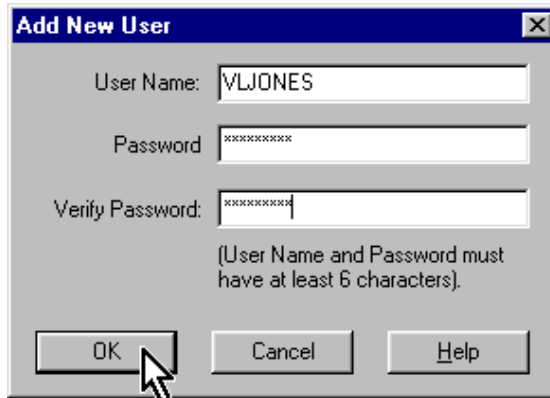 Add New User
User Name: VLJONES
Password *********
Verify Password: *********
(User Name and Password must
have at least 6 characters).
OK Cancel Help